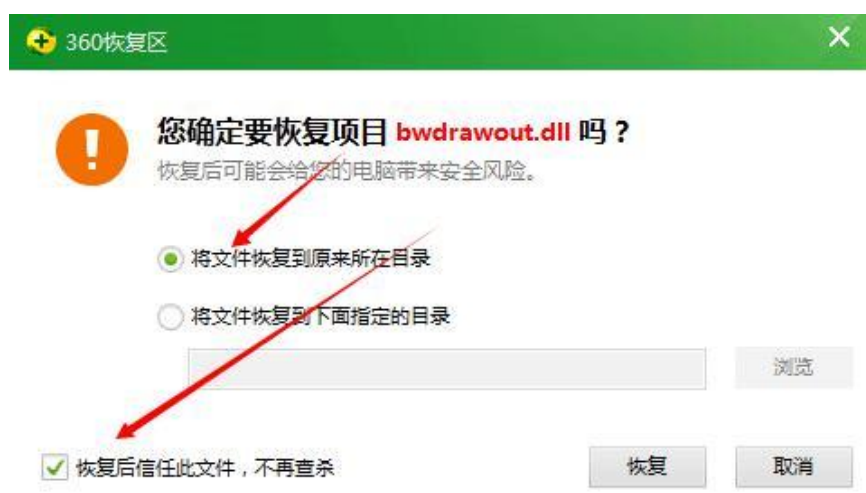 360恢复区
您确定要恢复项目 bwdrawout.dll 吗？
恢复后可能会给您的电脑带来安全风险。
将文件恢复到原来所在目录
将文件恢复到下面指定的目录
浏览
恢复后信任此文件，不再查杀
恢复
取消